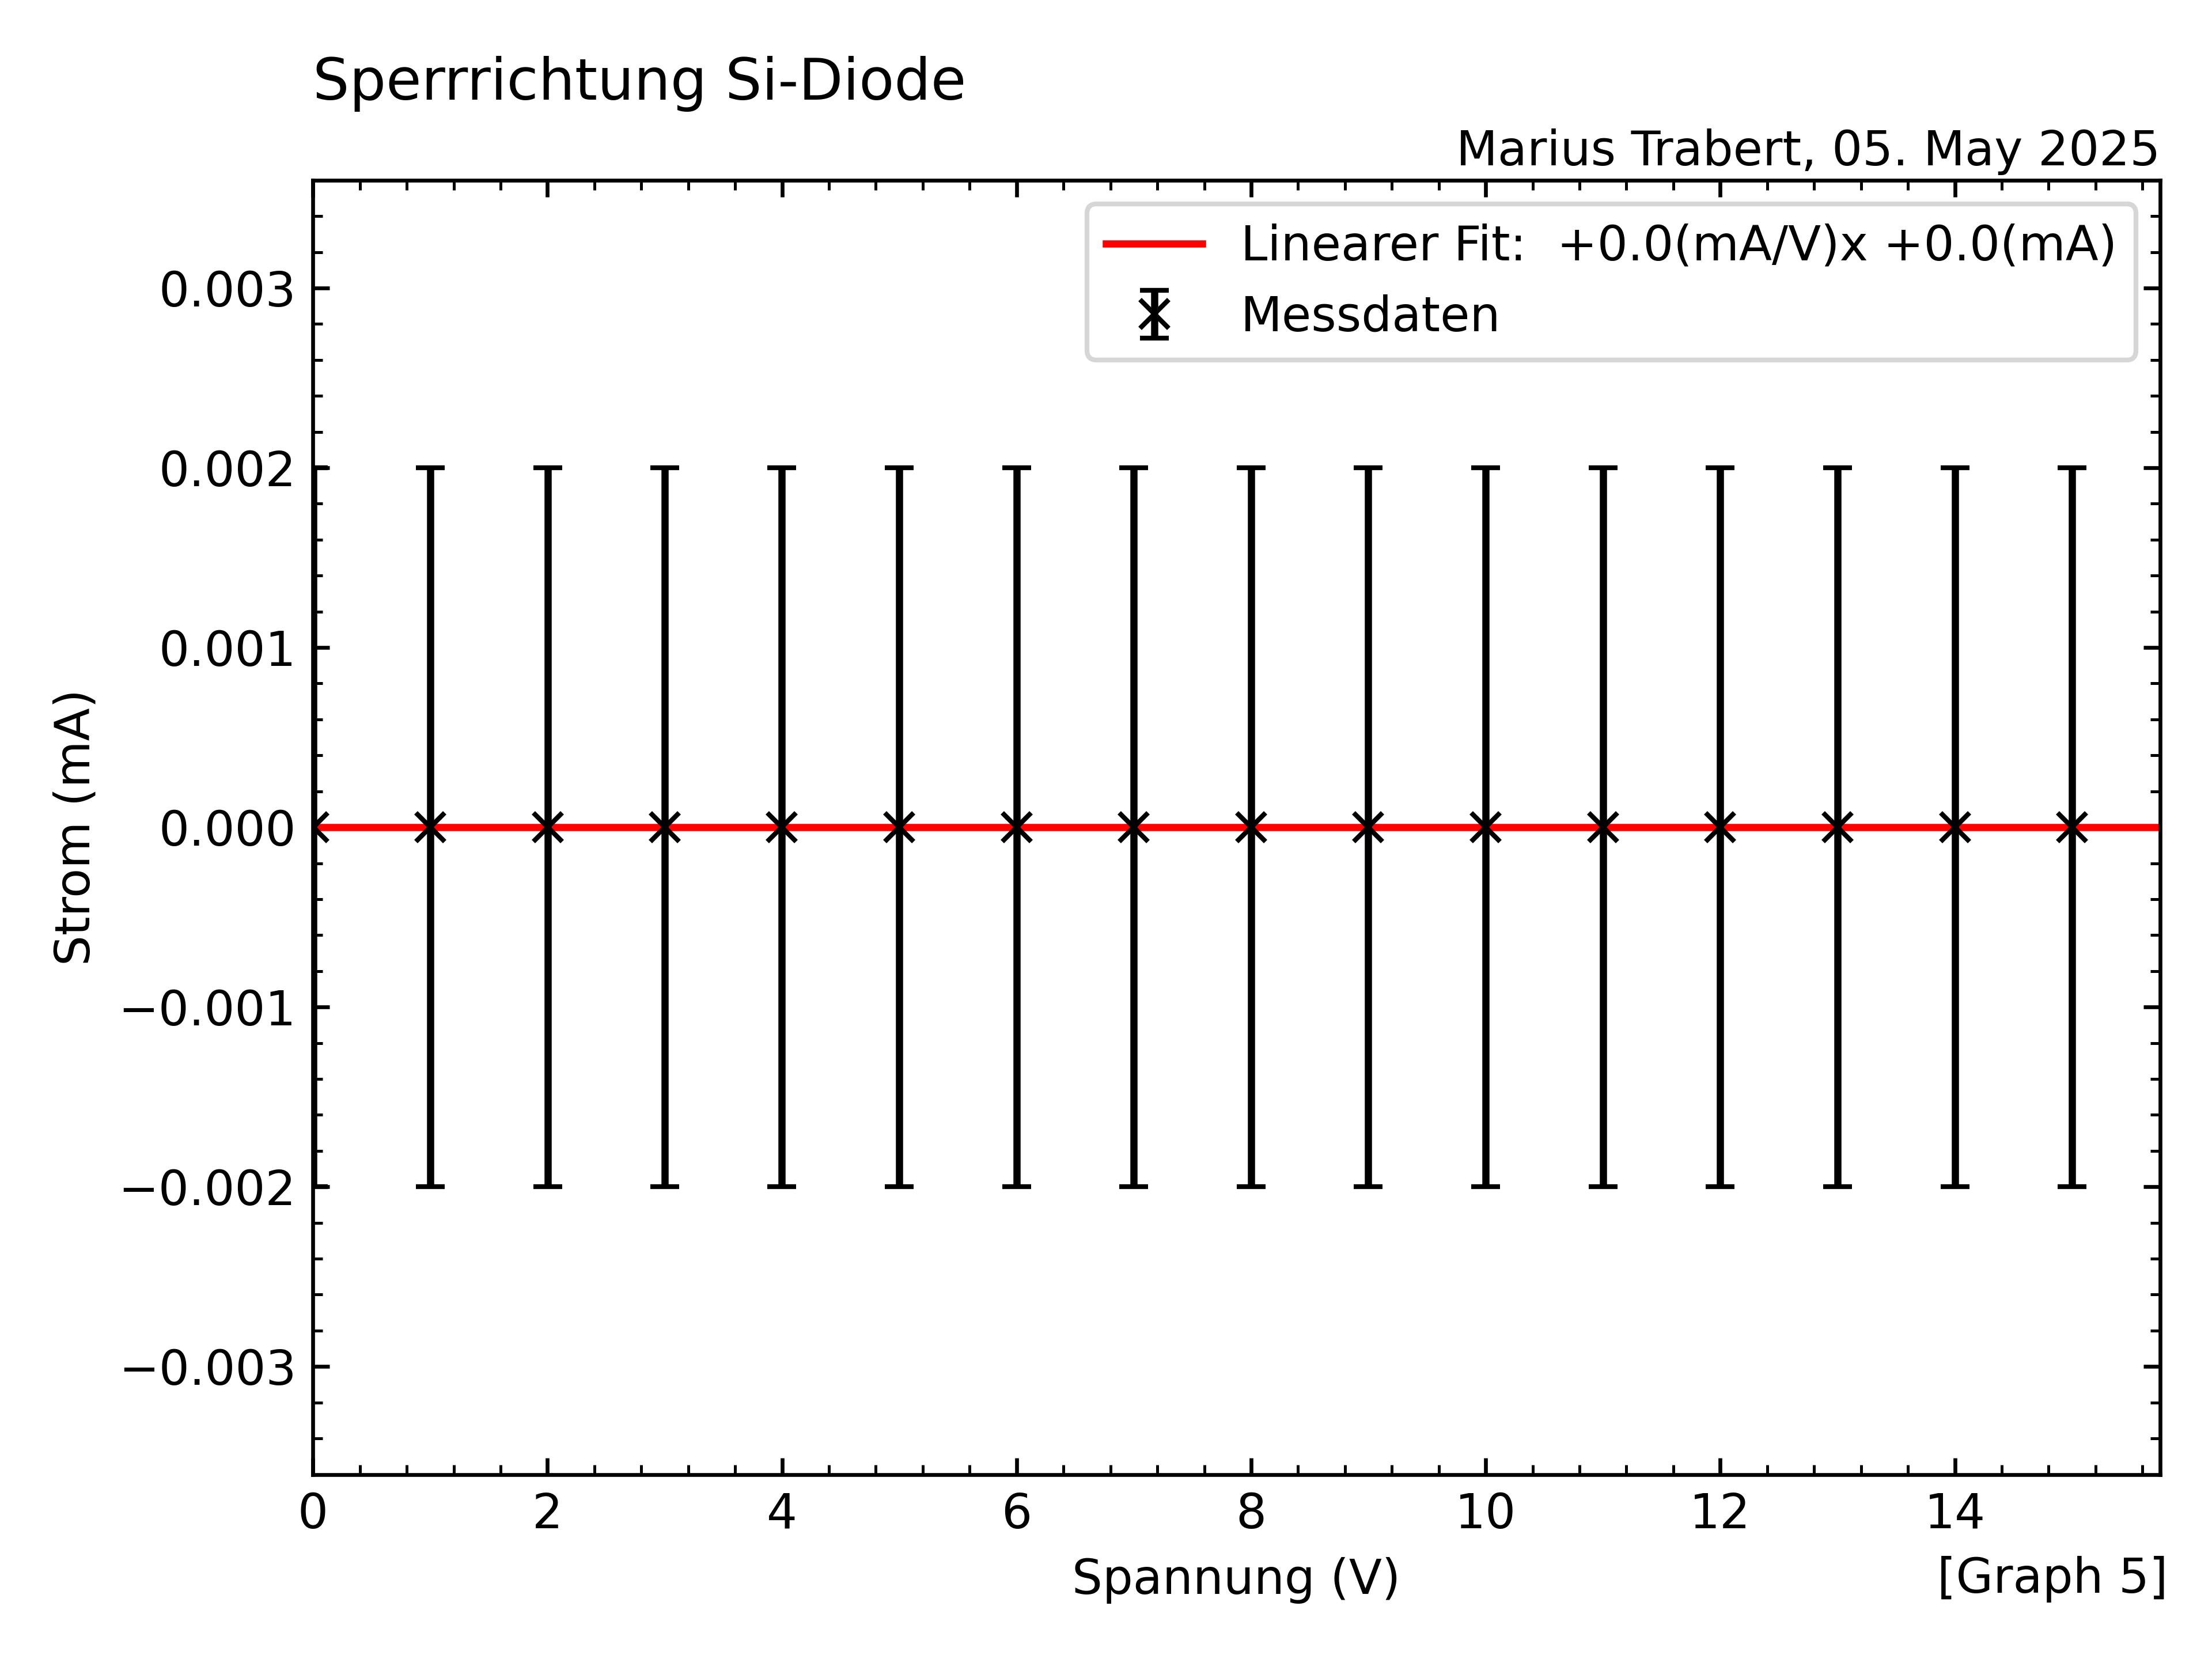 Sperrrichtung Si-Diode
Marius Trabert, 05. May 2025
Linearer Fit:  +0.0(mA/V)x +0.0(mA)
Messdaten
0.003
0.002
0.001
0.000
−0.001
−0.002
−0.003
Strom (mA)
0 2 4 6 8 10 12 14
Spannung (V)
[Graph 5]